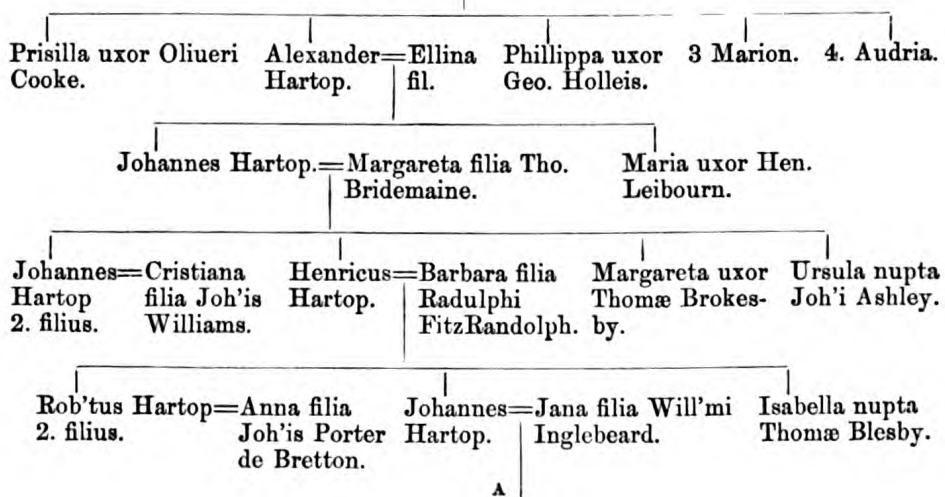 Prisilla uxor Oliueri Cooke.
Alexander=Ellina
Hartop. fil.
Phillippa uxor
Geo. Holleis.
3 Marion.
4. Audria.
Johannes Hartop.=Margareta filia Tho.
Bridemaine.
Maria uxor Hen.
Leibourn.
Johannes=Cristiana
Hartop filia Joh'is
2. filius. Williams.
Henricus=Barbara filia
Hartop. Radulphi
FitzRandolph.
Margareta uxor
Thomæ Brokes-
by.
Ursula nupta
Joh'i Ashley.
Rob'tus Hartop=Anna filia
2. filius. Joh'is Porter
de Bretton.
Johannes=Jana filia Will'mi
Hartop. Inglebeard.
Isabella nupta
Thomæ Blesby.
A